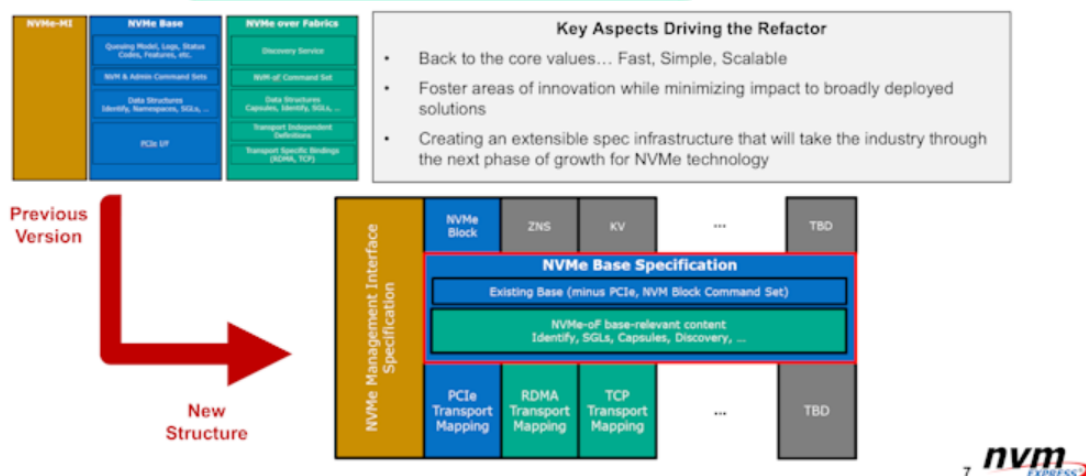 NVMe-MI
NVMe Base
Queuing Model, Logs, Status
Codes, Features, etc.
NVM & Admin Command Sets
Data Structures
Identify, Namespaces, SGLs, ...
PCIe I/F
NVMe over Fabrics
Discovery Service
NVM-oF Command Set
Data Structures
Capsules, Identify, SGLs, ...
Transport Independent
Definitions
Transport Specific Bindings
(RDMA, TCP)
Key Aspects Driving the Refactor
• Back to the core values... Fast, Simple, Scalable
• Foster areas of innovation while minimizing impact to broadly deployed
solutions
• Creating an extensible spec infrastructure that will take the industry through
the next phase of growth for NVMe technology
Previous
Version
New
Structure
NVMe Management Interface
Specification
NVMe
Block
ZNS
KV
...
TBD
NVMe Base Specification
Existing Base (minus PCIe, NVM Block Command Set)
NVMe-oF base-relevant content
Identify, SGLs, Capsules, Discovery, ...
PCIe
Transport
Mapping
RDMA
Transport
Mapping
TCP
Transport
Mapping
...
TBD
7
nvm
EXPRESS